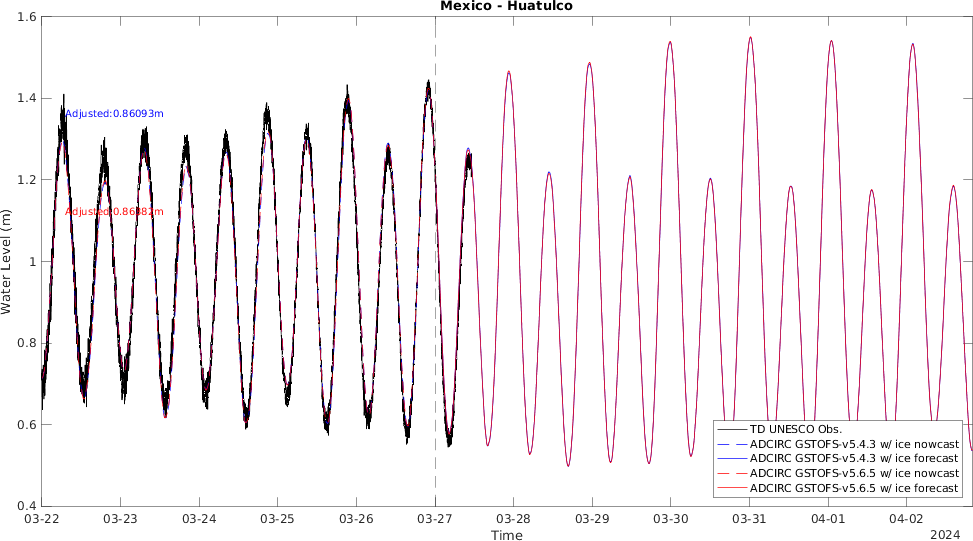 Mexico - Huatulco
1.6
1.4
1.2
1
0.8
0.6
0.4
Water Level (m)
Adjusted:0.86093m
Adjusted:0.86382m
TD UNESCO Obs.
ADCIRC GSTOFS-v5.4.3 w/ ice nowcast
ADCIRC GSTOFS-v5.4.3 w/ ice forecast
ADCIRC GSTOFS-v5.6.5 w/ ice nowcast
ADCIRC GSTOFS-v5.6.5 w/ ice forecast
03-22 03-23 03-24 03-25 03-26 03-27 03-28 03-29 03-30 03-31 04-01 04-02
Time
2024